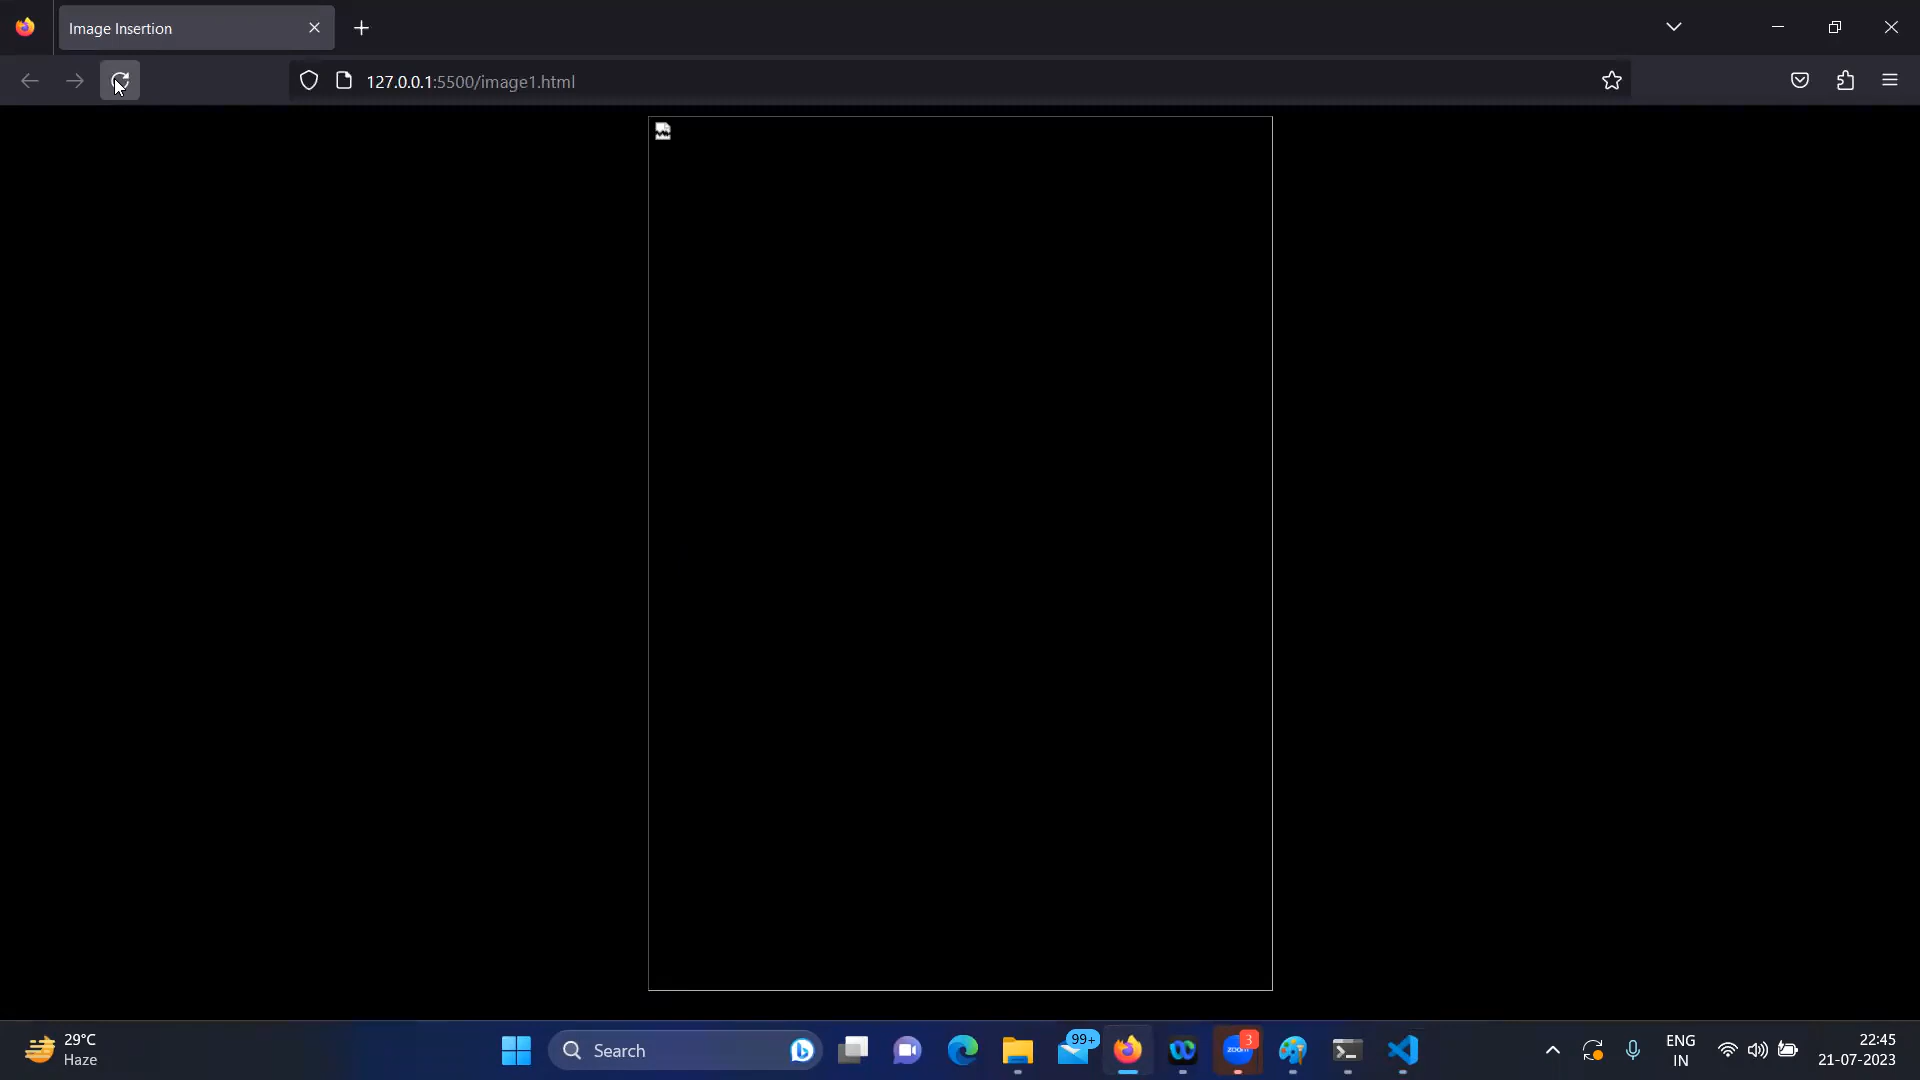 Image Insertion
127.0.0.1:5500/image1.html
29°C
Haze
Search
99+
zoom
3
ENG
IN
22:45
21-07-2023